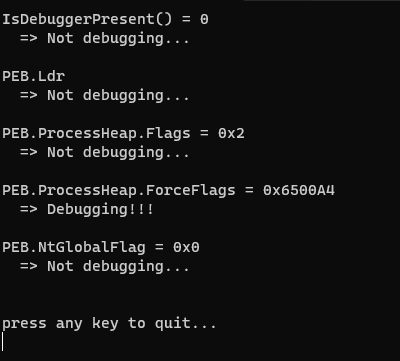 IsDebuggerPresent() = 0
=> Not debugging...
PEB.Ldr
=> Not debugging...
PEB.ProcessHeap.Flags = 0x2
=> Not debugging...
PEB.ProcessHeap.ForceFlags = 0x6500A4
=> Debugging!!!
PEB.NtGlobalFlag = 0x0
=> Not debugging...
press any key to quit...